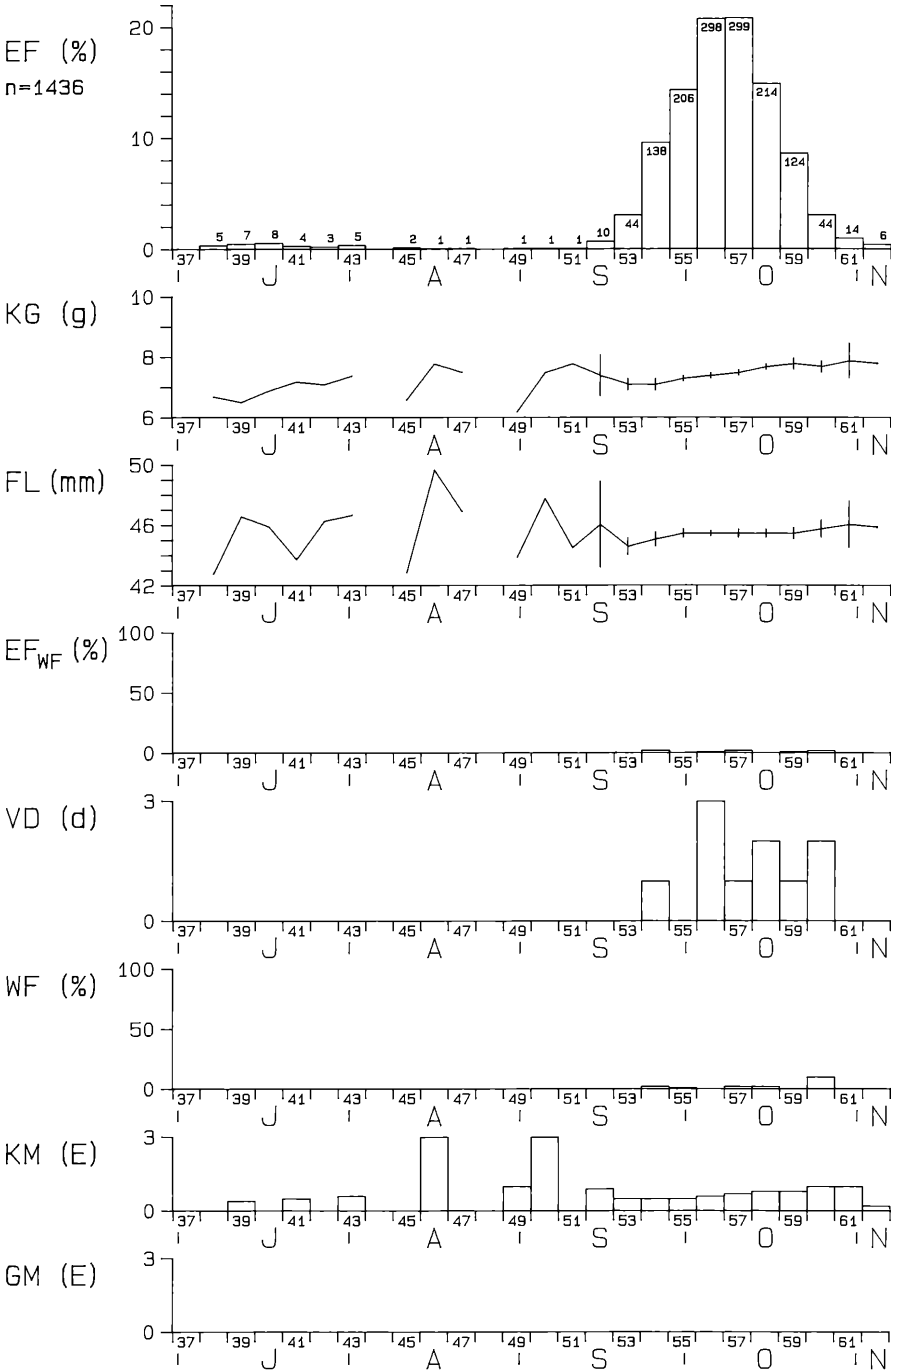 EF (%)
n=1436
20
10
0
5 7 8 4 3 5 2 1 1 1 1 1 10 44 138 206 298 299 214 124 44 14 6
37 39 41 43 45 47 49 51 53 55 57 59 61
J A S O N
KG (g)
10
8
6
37 39 41 43 45 47 49 51 53 55 57 59 61
J A S O N
FL (mm)
50
46
42
37 39 41 43 45 47 49 51 53 55 57 59 61
J A S O N
EF WF (%)
100
50
0
37 39 41 43 45 47 49 51 53 55 57 59 61
J A S O N
VD (d)
3
0
37 39 41 43 45 47 49 51 53 55 57 59 61
J A S O N
WF (%)
100
50
0
37 39 41 43 45 47 49 51 53 55 57 59 61
J A S O N
KM (E)
3
0
37 39 41 43 45 47 49 51 53 55 57 59 61
J A S O N
GM (E)
3
0
37 39 41 43 45 47 49 51 53 55 57 59 61
J A S O N